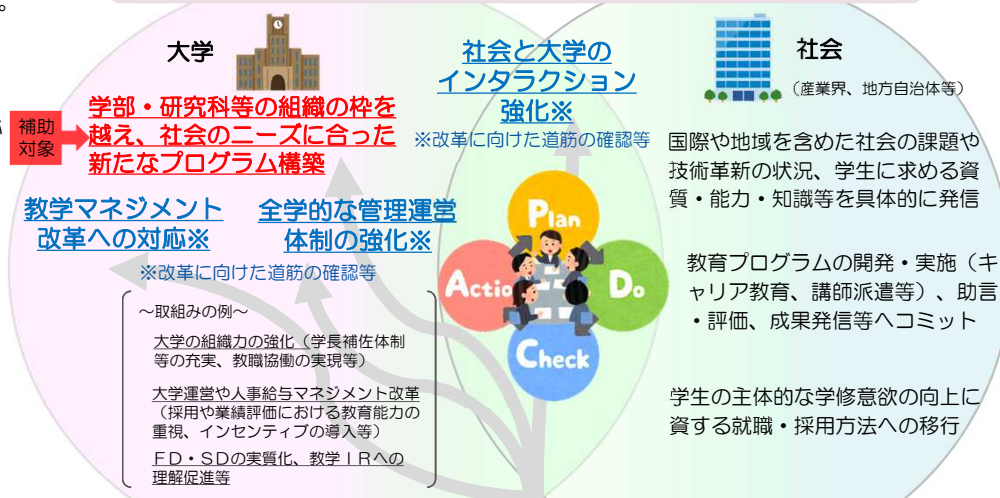 。
大学
社会と大学の
インタラクション
強化※
※改革に向けた道筋の確認等
社会
(産業界、地方自治体等)
補助
対象
学部・研究科等の組織の枠を
越え、社会のニーズに合った
新たなプログラム構築
教学マネジメント
改革への対応※
全学的な管理運営
体制の強化※
※改革に向けた道筋の確認等
～取組みの例～
大学の組織力の強化(学長補佐体制
等の充実、教職協働の実現等)
大学運営や人事給与マネジメント改革
(採用や業績評価における教育能力の
重視、インセンティブの導入等)
ＦＤ・ＳＤの実質化、教学ＩＲへの
理解促進等
Plan
Actio
Do
Check
国際や地域を含めた社会の課題や
技術革新の状況、学生に求める資
質・能力・知識等を具体的に発信
教育プログラムの開発・実施(キ
ャリア教育、講師派遣等)、助言
・評価、成果発信等へコミット
学生の主体的な学修意欲の向上に
資する就職・採用方法への移行